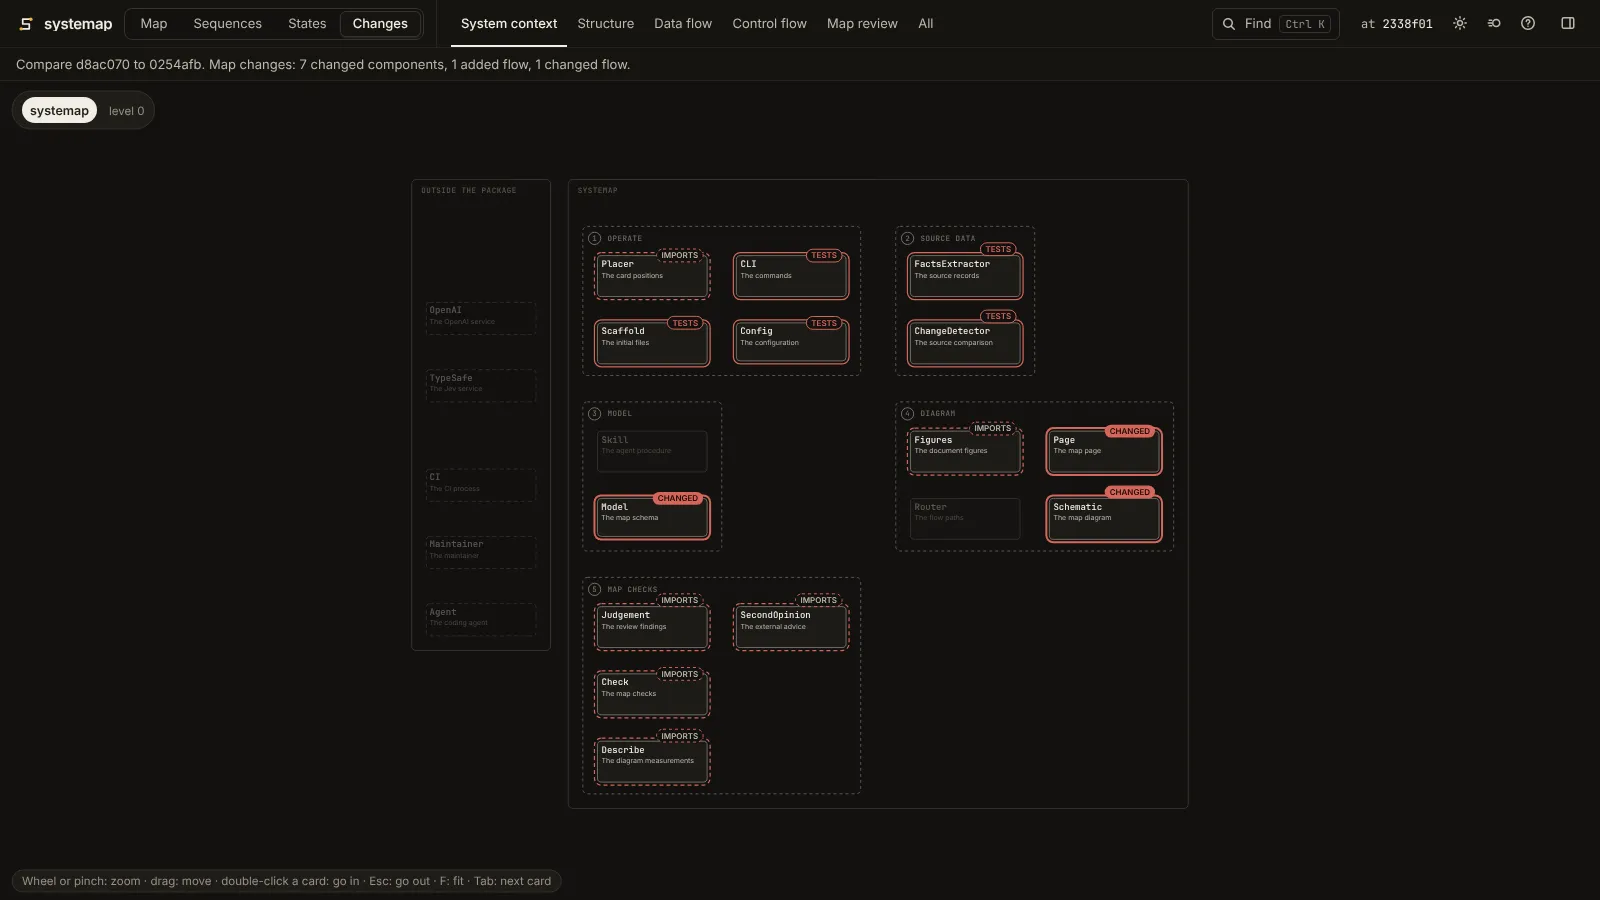 systemap
Map Sequences States Changes
System context Structure Data flow Control flow Map review All
Find Ctrl K
at 2338f01
Compare d8ac070 to 0254afb. Map changes: 7 changed components, 1 added flow, 1 changed flow.
systemap level 0
OUTSIDE THE PACKAGE
OpenAI
The OpenAI service
TypeSafe
The Jev service
CI
The CI process
Maintainer
The maintainer
Agent
The coding agent
SYSTEMAP
1 OPERATE
IMPORTS
Placer
The card positions
TESTS
CLI
The commands
TESTS
Scaffold
The initial files
TESTS
Config
The configuration
2 SOURCE DATA
TESTS
FactsExtractor
The source records
TESTS
ChangeDetector
The source comparison
3 MODEL
Skill
The agent procedure
CHANGED
Model
The map schema
4 DIAGRAM
IMPORTS
Figures
The document figures
CHANGED
Page
The map page
Router
The flow paths
CHANGED
Schematic
The map diagram
5 MAP CHECKS
IMPORTS
Judgement
The review findings
IMPORTS
SecondOpinion
The external advice
IMPORTS
Check
The map checks
IMPORTS
Describe
The diagram measurements
Wheel or pinch: zoom · drag: move · double-click a card: go in · Esc: go out · F: fit · Tab: next card